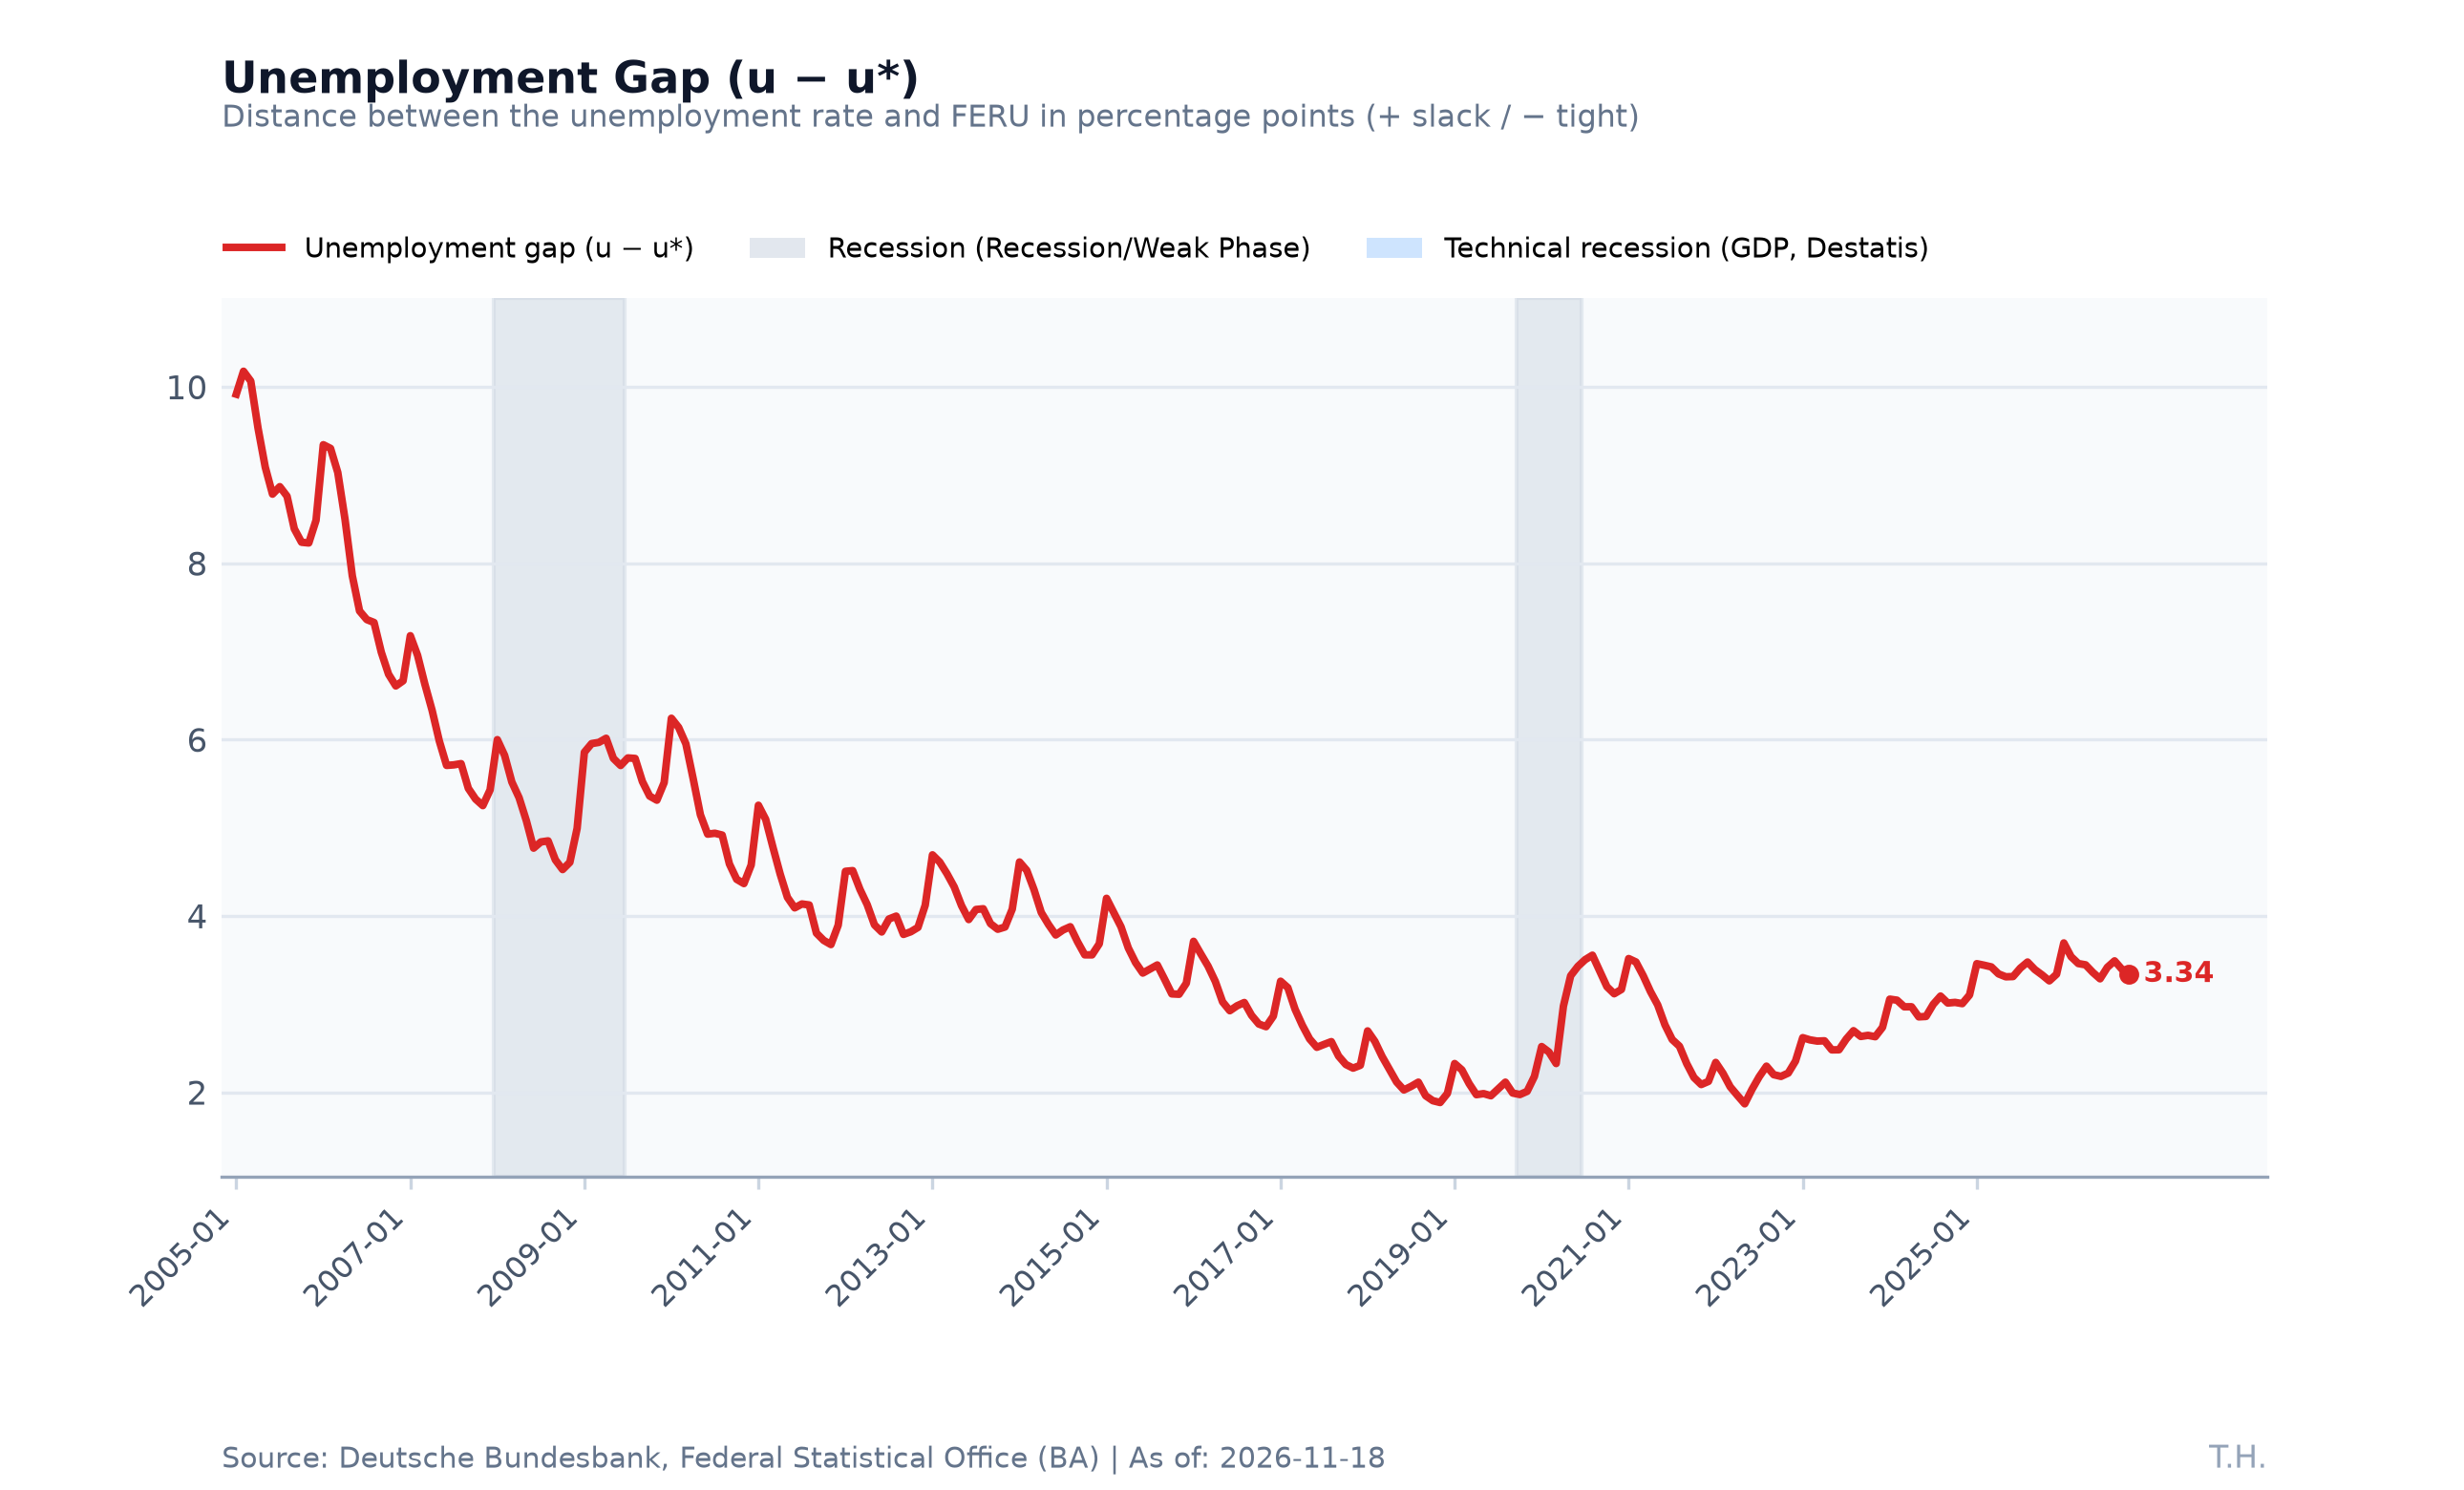 Unemployment Gap (u − u*)
Distance between the unemployment rate and FERU in percentage points (+ slack / − tight)
Unemployment gap (u − u*) Recession (Recession/Weak Phase) Technical recession (GDP, Destatis)
10
8
6
4
2
3.34
2005-01 2007-01 2009-01 2011-01 2013-01 2015-01 2017-01 2019-01 2021-01 2023-01 2025-01
Source: Deutsche Bundesbank, Federal Statistical Office (BA) | As of: 2026-11-18
T.H.